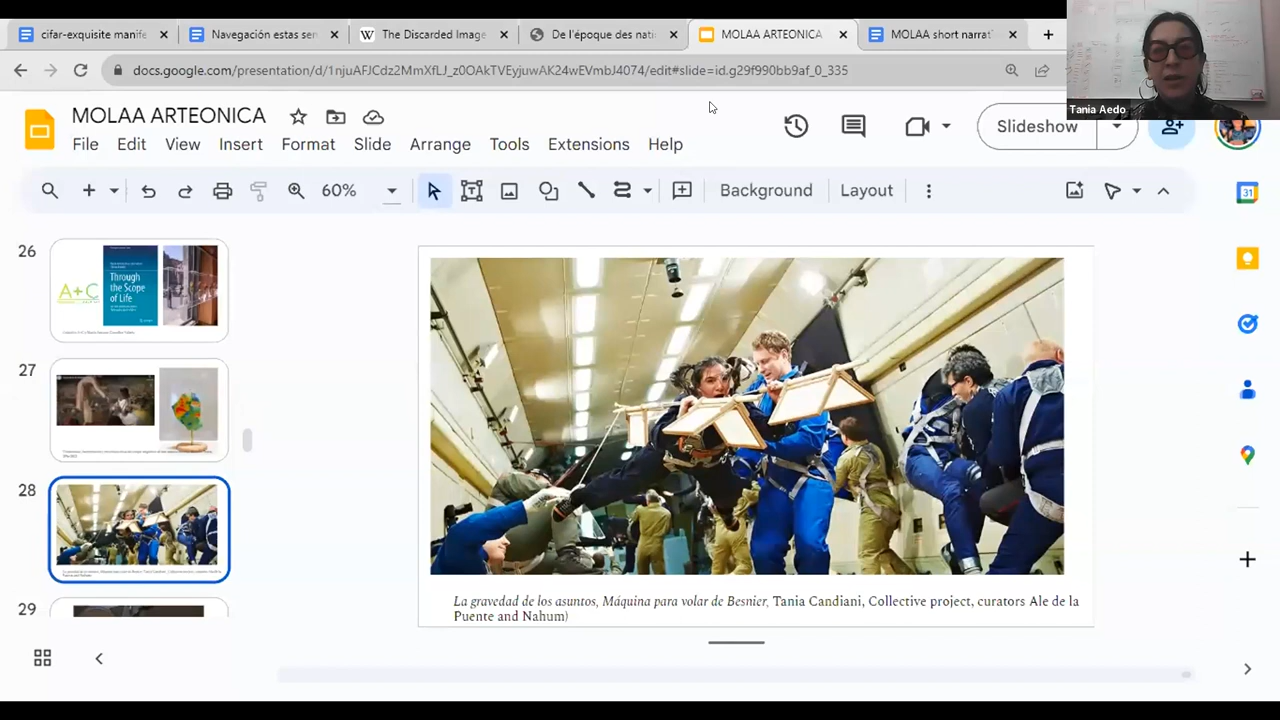 cifar-exquisite manife
Navegación estas ser
The Discarded Image
De l'époque des natu
MOLAA ARTEONICA
MOLAA short narrat
docs.google.com/presentation/d/1njuAFJCdz2MmXfLJ_z0OAkTVEyjuwAK24wEVmbJ4074/edit#slide=id.g29f990bb9af_0_335
Tania Aedo
MOLAA ARTEONICA
File Edit View Insert Format Slide Arrange Tools Extensions Help
Slideshow
60%
Background
Layout
31
26
A+C
Through
the Scope
of Life
27
28
29
La gravedad de los asuntos, Máquina para volar de Besnier, Tania Candiani, Collective project, curators Ale de la
Puente and Nahum)